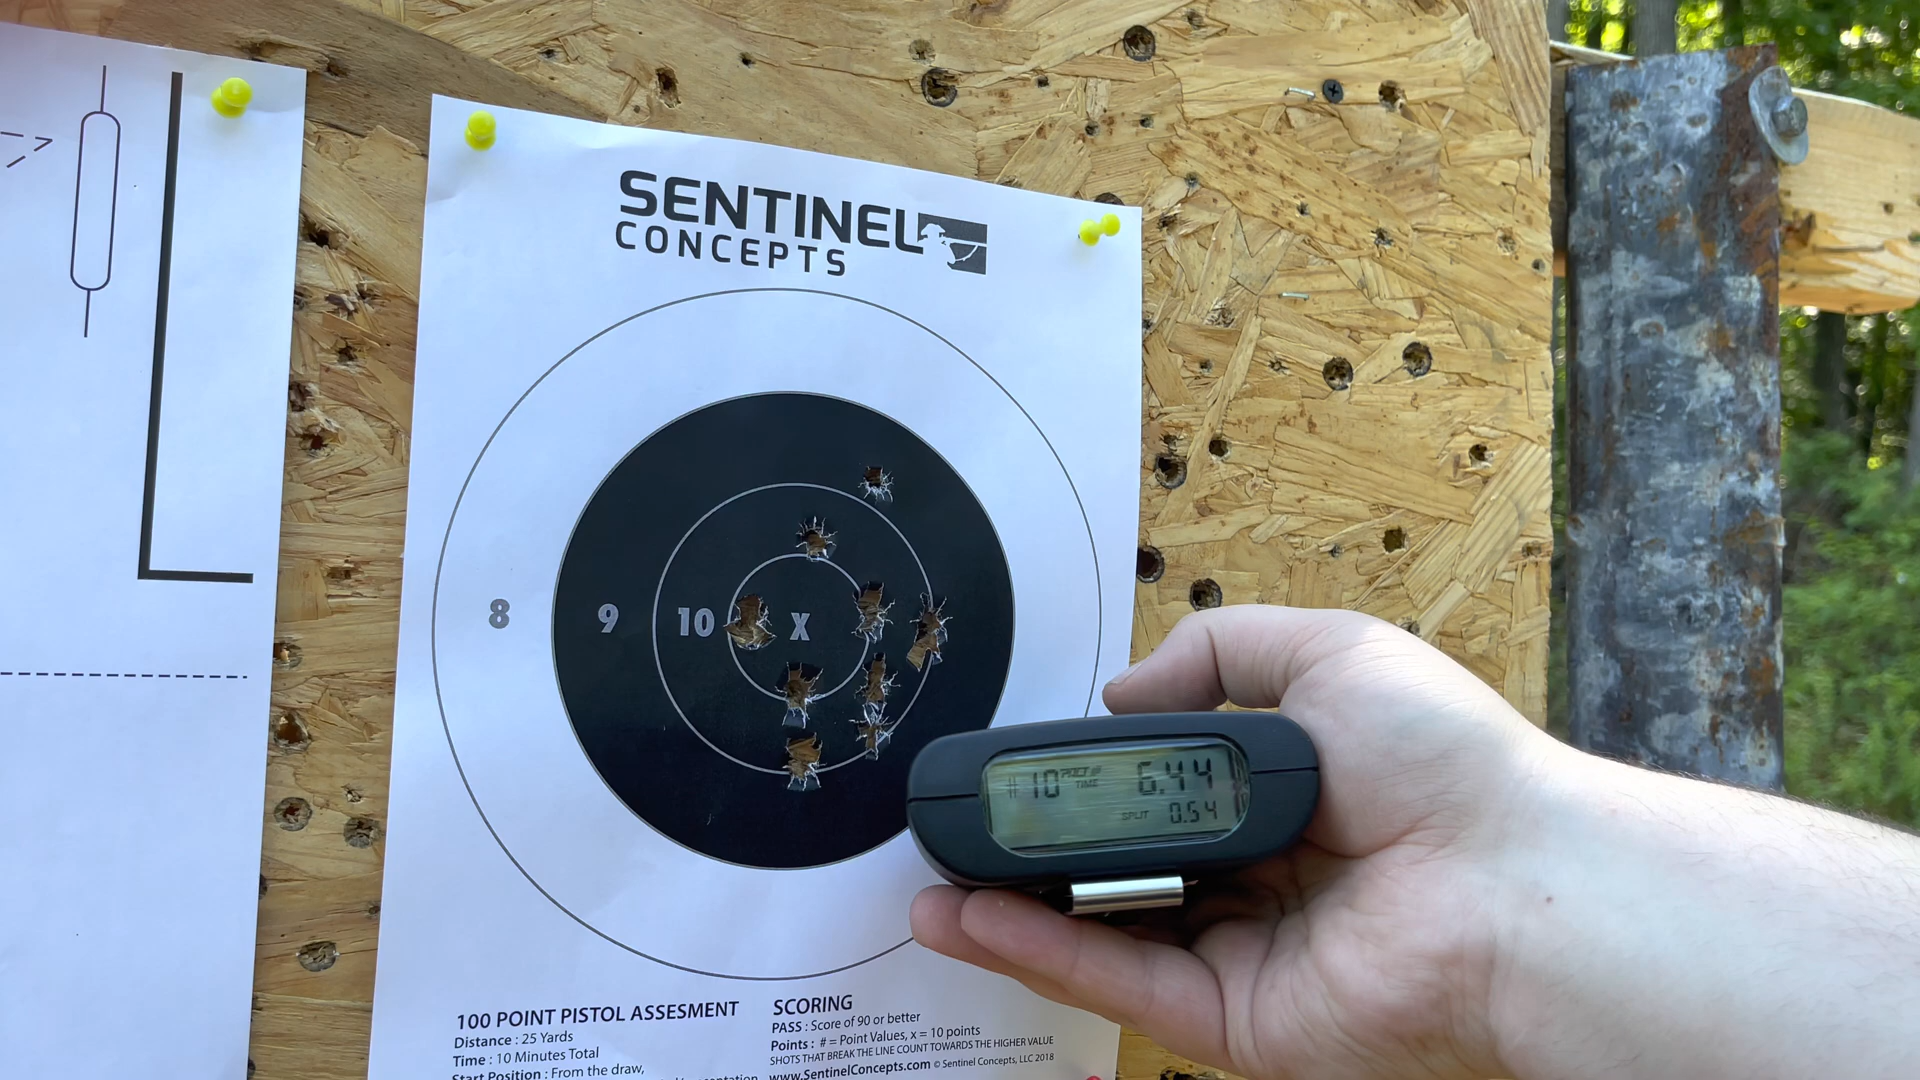 SENTINEL
CONCEPTS
8 9 10 X
#10 TIME 6.44
SPLIT 0.54
100 POINT PISTOL ASSESMENT
Distance : 25 Yards
Time : 10 Minutes Total
Start Position : From the draw,
SCORING
PASS : Score of 90 or better
Points : # = Point Values, x = 10 points
SHOTS THAT BREAK THE LINE COUNT TOWARDS THE HIGHER VALUE
www.SentinelConcepts.com © Sentinel Concepts, LLC 2018